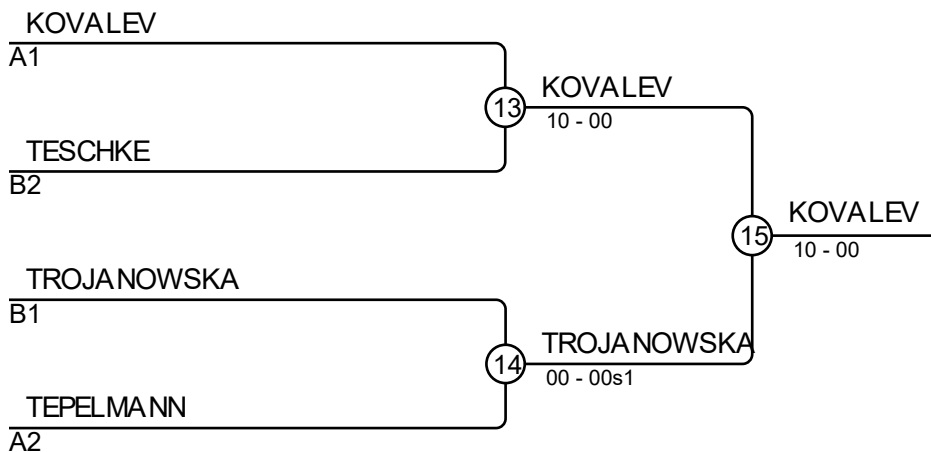 KOVALEV
A1
13
KOVALEV
10 - 00
TESCHKE
B2
15
KOVALEV
10 - 00
TROJANOWSKA
B1
14
TROJANOWSKA
00 - 00s1
TEPELMANN
A2